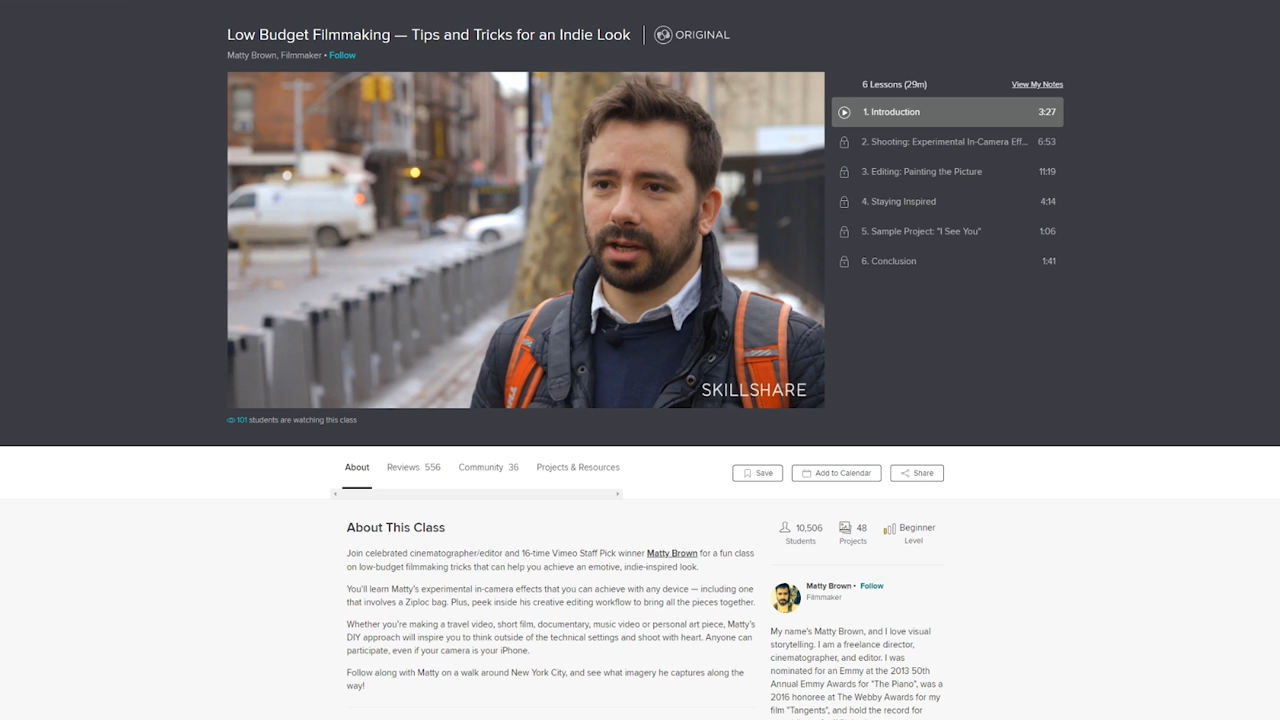 Low Budget Filmmaking — Tips and Tricks for an Indie Look
ORIGINAL
Matty Brown, Filmmaker • Follow
SKILLSHARE
101 students are watching this class
6 Lessons (29m)
View My Notes
1. Introduction 3:27
2. Shooting: Experimental In-Camera Eff... 6:53
3. Editing: Painting the Picture 11:19
4. Staying Inspired 4:14
5. Sample Project: "I See You" 1:06
6. Conclusion 1:41
About Reviews 556 Community 36 Projects & Resources
Save Add to Calendar Share
About This Class
Join celebrated cinematographer/editor and 16-time Vimeo Staff Pick winner Matty Brown for a fun class
on low-budget filmmaking tricks that can help you achieve an emotive, indie-inspired look.
You'll learn Matty's experimental in-camera effects that you can achieve with any device — including one
that involves a Ziploc bag. Plus, peek inside his creative editing workflow to bring all the pieces together.
Whether you're making a travel video, short film, documentary, music video or personal art piece, Matty's
DIY approach will inspire you to think outside of the technical settings and shoot with heart. Anyone can
participate, even if your camera is your iPhone.
Follow along with Matty on a walk around New York City, and see what imagery he captures along the
way!
10,506 48 Beginner
Students Projects Level
Matty Brown • Follow
Filmmaker
My name's Matty Brown, and I love visual
storytelling. I am a freelance director,
cinematographer, and editor. I was
nominated for an Emmy at the 2013 50th
Annual Emmy Awards for "The Piano", was a
2016 honoree at The Webby Awards for my
film "Tangents", and hold the record for